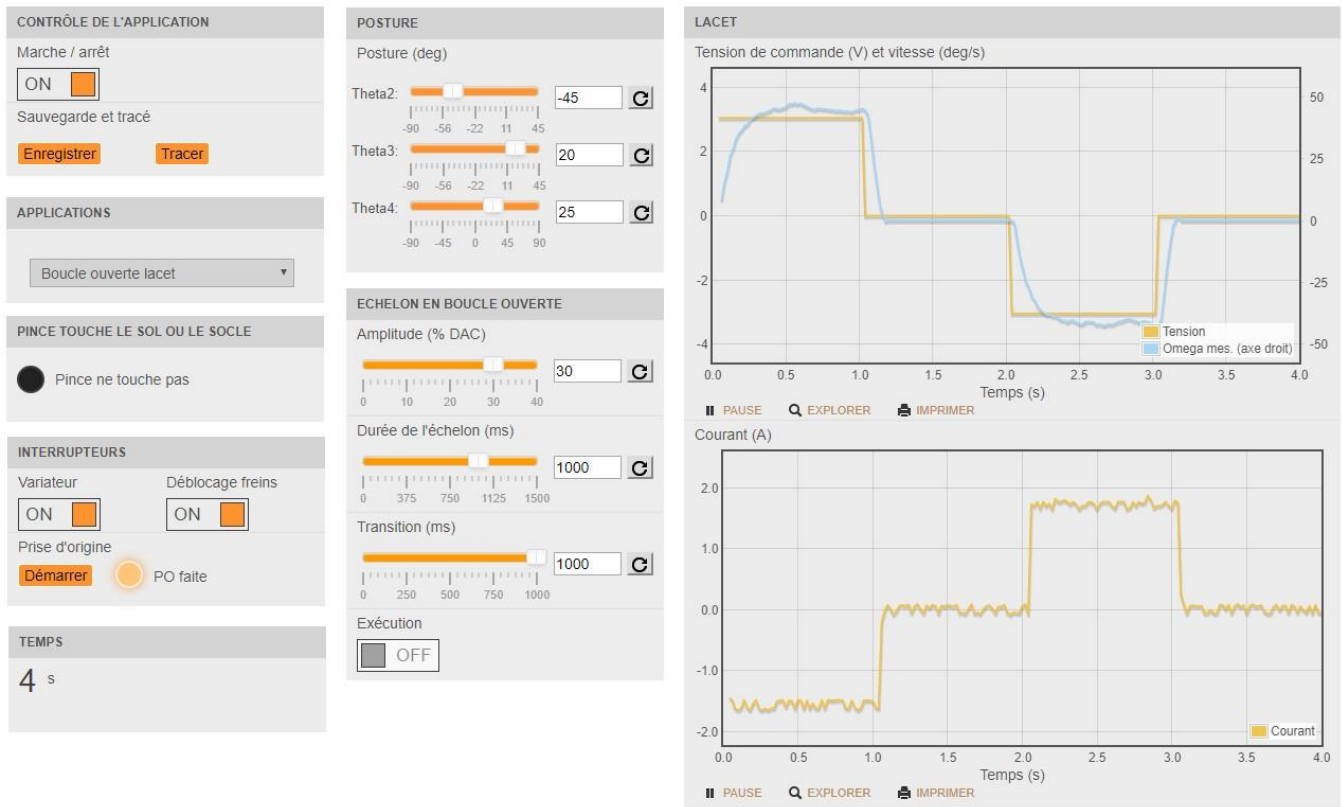 CONTRÔLE DE L'APPLICATION
Marche / arrêt
ON
Sauvegarde et tracé
Enregistrer Tracer
APPLICATIONS
Boucle ouverte lacet
PINCE TOUCHE LE SOL OU LE SOCLE
Pince ne touche pas
INTERRUPTEURS
Variateur Déblocage freins
ON ON
Prise d'origine
Démarrer PO faite
TEMPS
4 s
POSTURE
Posture (deg)
Theta2: -45
-90 -56 -22 11 45
Theta3: 20
-90 -56 -22 11 45
Theta4: 25
-90 -45 0 45 90
ECHELON EN BOUCLE OUVERTE
Amplitude (% DAC)
30
0 10 20 30 40
Durée de l'échelon (ms)
1000
0 375 750 1125 1500
Transition (ms)
1000
0 250 500 750 1000
Exécution
OFF
LACET
Tension de commande (V) et vitesse (deg/s)
4 50
2 25
0 0
-2 -25
-4 -50
Tension
Omega mes. (axe droit)
0.0 0.5 1.0 1.5 2.0 2.5 3.0 3.5 4.0
Temps (s)
PAUSE EXPLORER IMPRIMER
Courant (A)
2.0
1.0
0.0
-1.0
-2.0
Courant
0.0 0.5 1.0 1.5 2.0 2.5 3.0 3.5 4.0
Temps (s)
PAUSE EXPLORER IMPRIMER